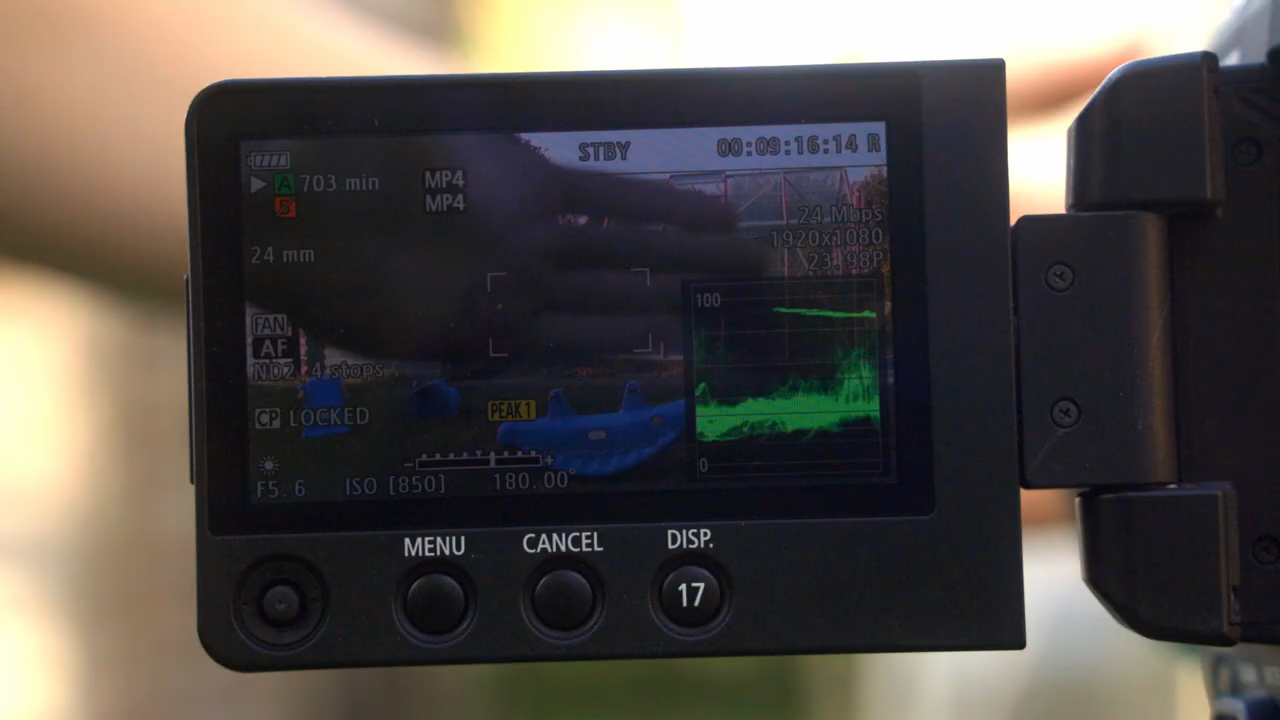 STBY 00:09:16:14 R
A 703 min MP4
B MP4
24 Mbps
1920x1080
23.98P
24 mm
100
FAN
AF
ND2.4 stops
CP LOCKED
PEAK1
- +
0
F5.6 ISO [850] 180.00°
MENU CANCEL DISP.
17